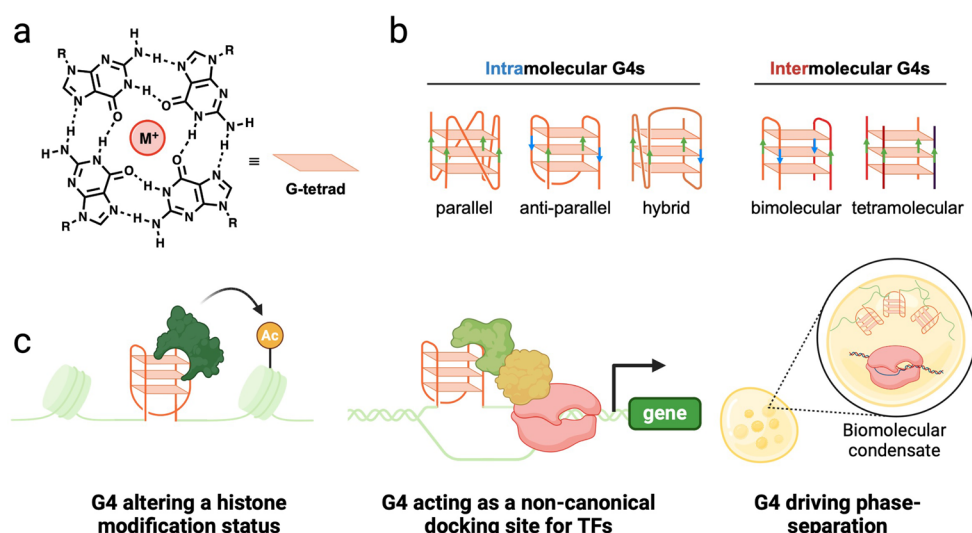 a
b
Intramolecular G4s
Intermolecular G4s
H
R
N
N
H
N
N
R
N
N
H
N
N
O
O
N
H
N
H
H
M+
N
H
H
N
N
O
O
H
N
N
N
H
N
N
R
N
H
N
N
R
H
≡
G-tetrad
parallel
anti-parallel
hybrid
bimolecular
tetramolecular
c
Ac
gene
Biomolecular
condensate
G4 altering a histone
modification status
G4 acting as a non-canonical
docking site for TFs
G4 driving phase-
separation